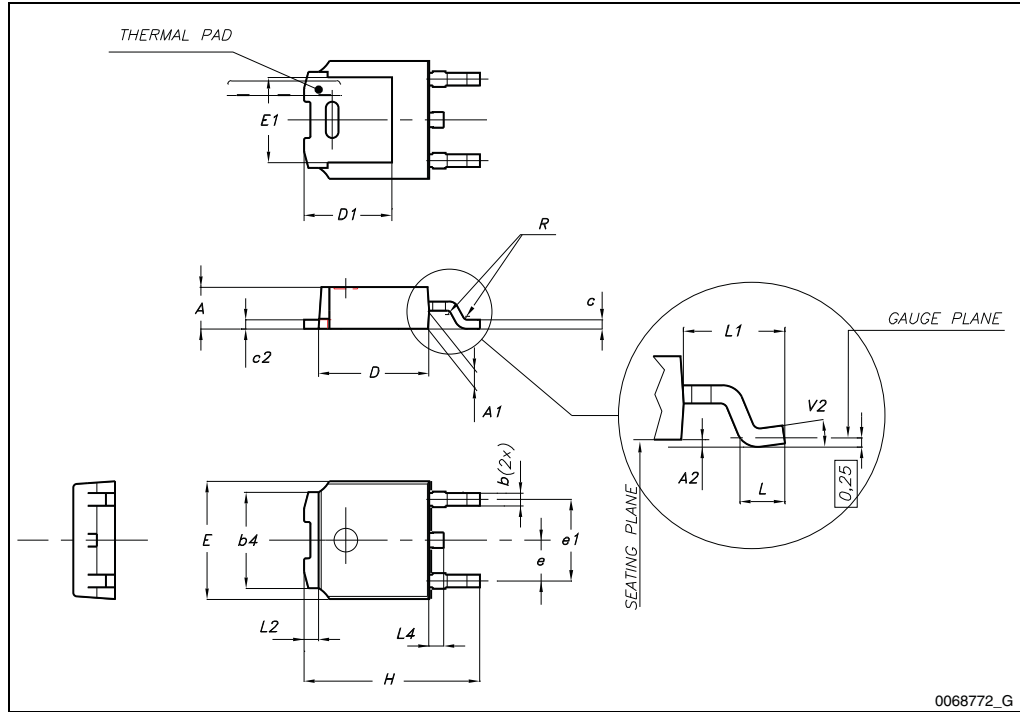 THERMAL PAD
E1
D1
R
A
c2
D
A1
c
L1
GAUGE PLANE
V2
A2
L
0,25
SEATING PLANE
b(2x)
E
b4
e
e1
L2
L4
H
0068772_G